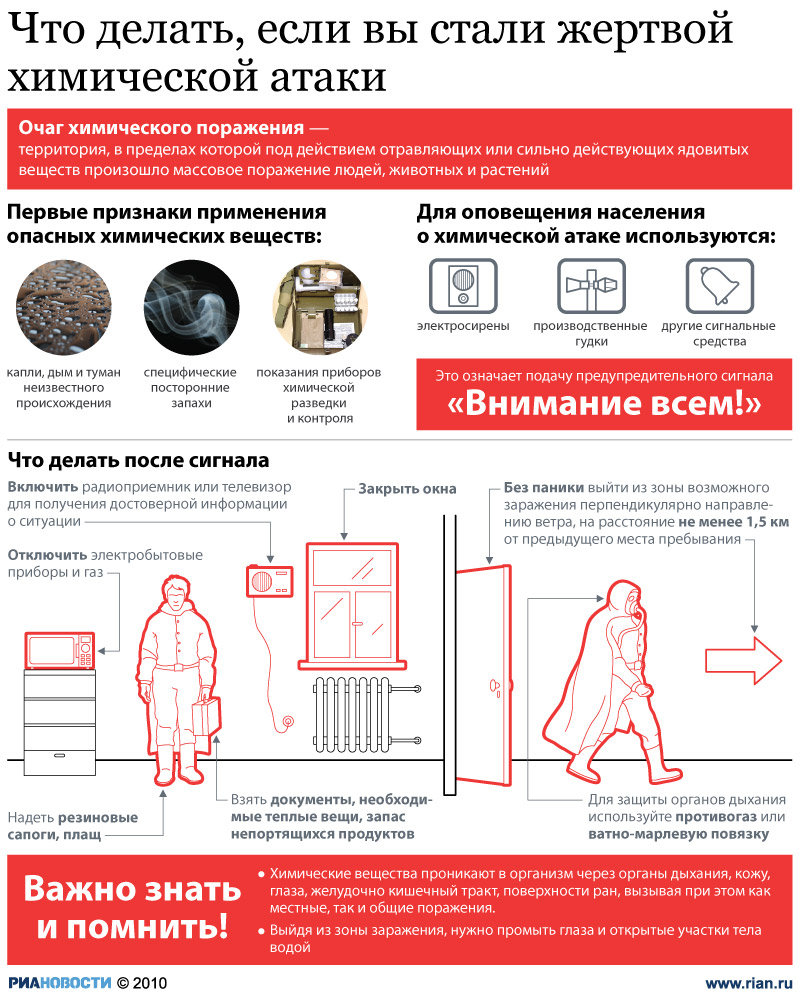 Что делать, если вы стали жертвой
химической атаки
Очаг химического поражения —
территория, в пределах которой под действием отравляющих или сильно действующих ядовитых
веществ произошло массовое поражение людей, животных и растений
Первые признаки применения
опасных химических веществ:
капли, дым и туман
неизвестного
происхождения
специфические
посторонние
запахи
показания приборов
химической
разведки
и контроля
Для оповещения населения
о химической атаке используются:
электросирены
производственные
гудки
другие сигнальные
средства
Это означает подачу предупредительного сигнала
«Внимание всем!»
Что делать после сигнала
Включить радиоприемник или телевизор
для получения достоверной информации
о ситуации
Отключить электробытовые
приборы и газ
Закрыть окна
Без паники выйти из зоны возможного
заражения перпендикулярно направле-
нию ветра, на расстояние не менее 1,5 км
от предыдущего места пребывания
Надеть резиновые
сапоги, плащ
Взять документы, необходи-
мые теплые вещи, запас
непортящихся продуктов
Для защиты органов дыхания
используйте противогаз или
ватно-марлевую повязку
Важно знать
и помнить!
• Химические вещества проникают в организм через органы дыхания, кожу,
глаза, желудочно кишечный тракт, поверхности ран, вызывая при этом как
местные, так и общие поражения.
• Выйдя из зоны заражения, нужно промыть глаза и открытые участки тела
водой
РИАНОВОСТИ © 2010
www.rian.ru